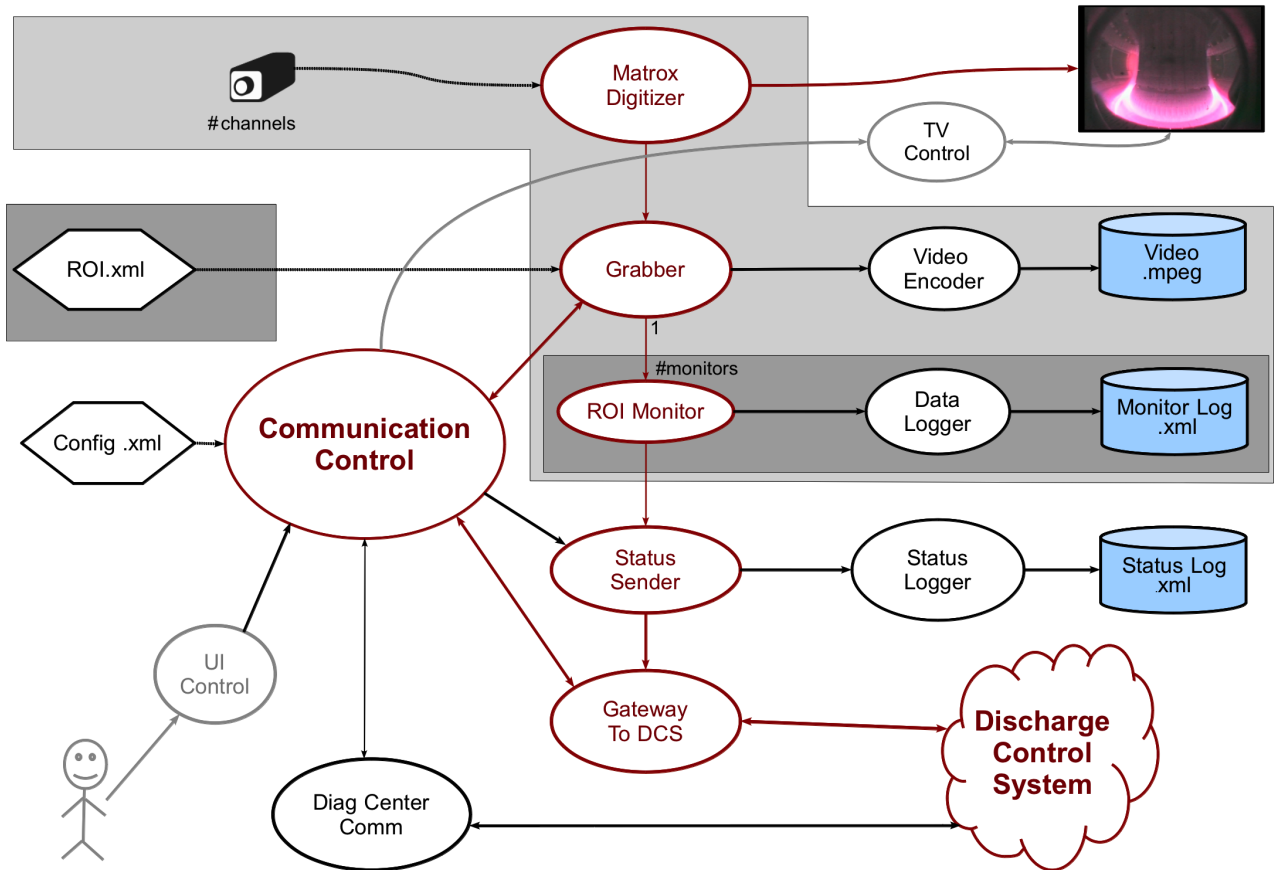 Matrox
Digitizer
# channels
TV
Control
ROI.xml
Grabber
Video
Encoder
Video
.mpeg
1
#monitors
ROI Monitor
Data
Logger
Monitor Log
.xml
Config .xml
Communication
Control
Status
Sender
Status
Logger
Status Log
.xml
UI
Control
Gateway
To DCS
Discharge
Control
System
Diag Center
Comm